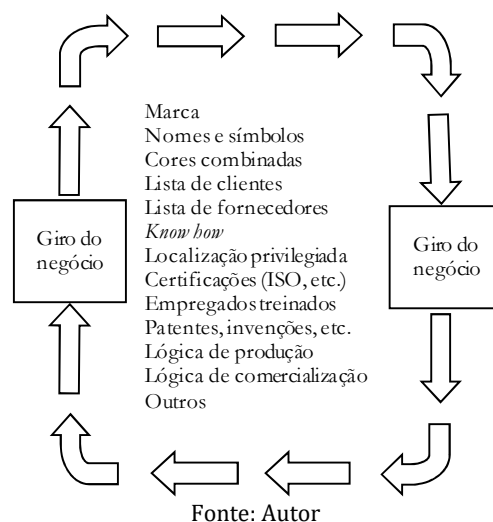 Marca
Nomes e símbolos
Cores combinadas
Lista de clientes
Lista de fornecedores
Know how
Localização privilegiada
Certificações (ISO, etc.)
Empregados treinados
Patentes, invenções, etc.
Lógica de produção
Lógica de comercialização
Outros
Giro do
negócio
Giro do
negócio
Fonte: Autor